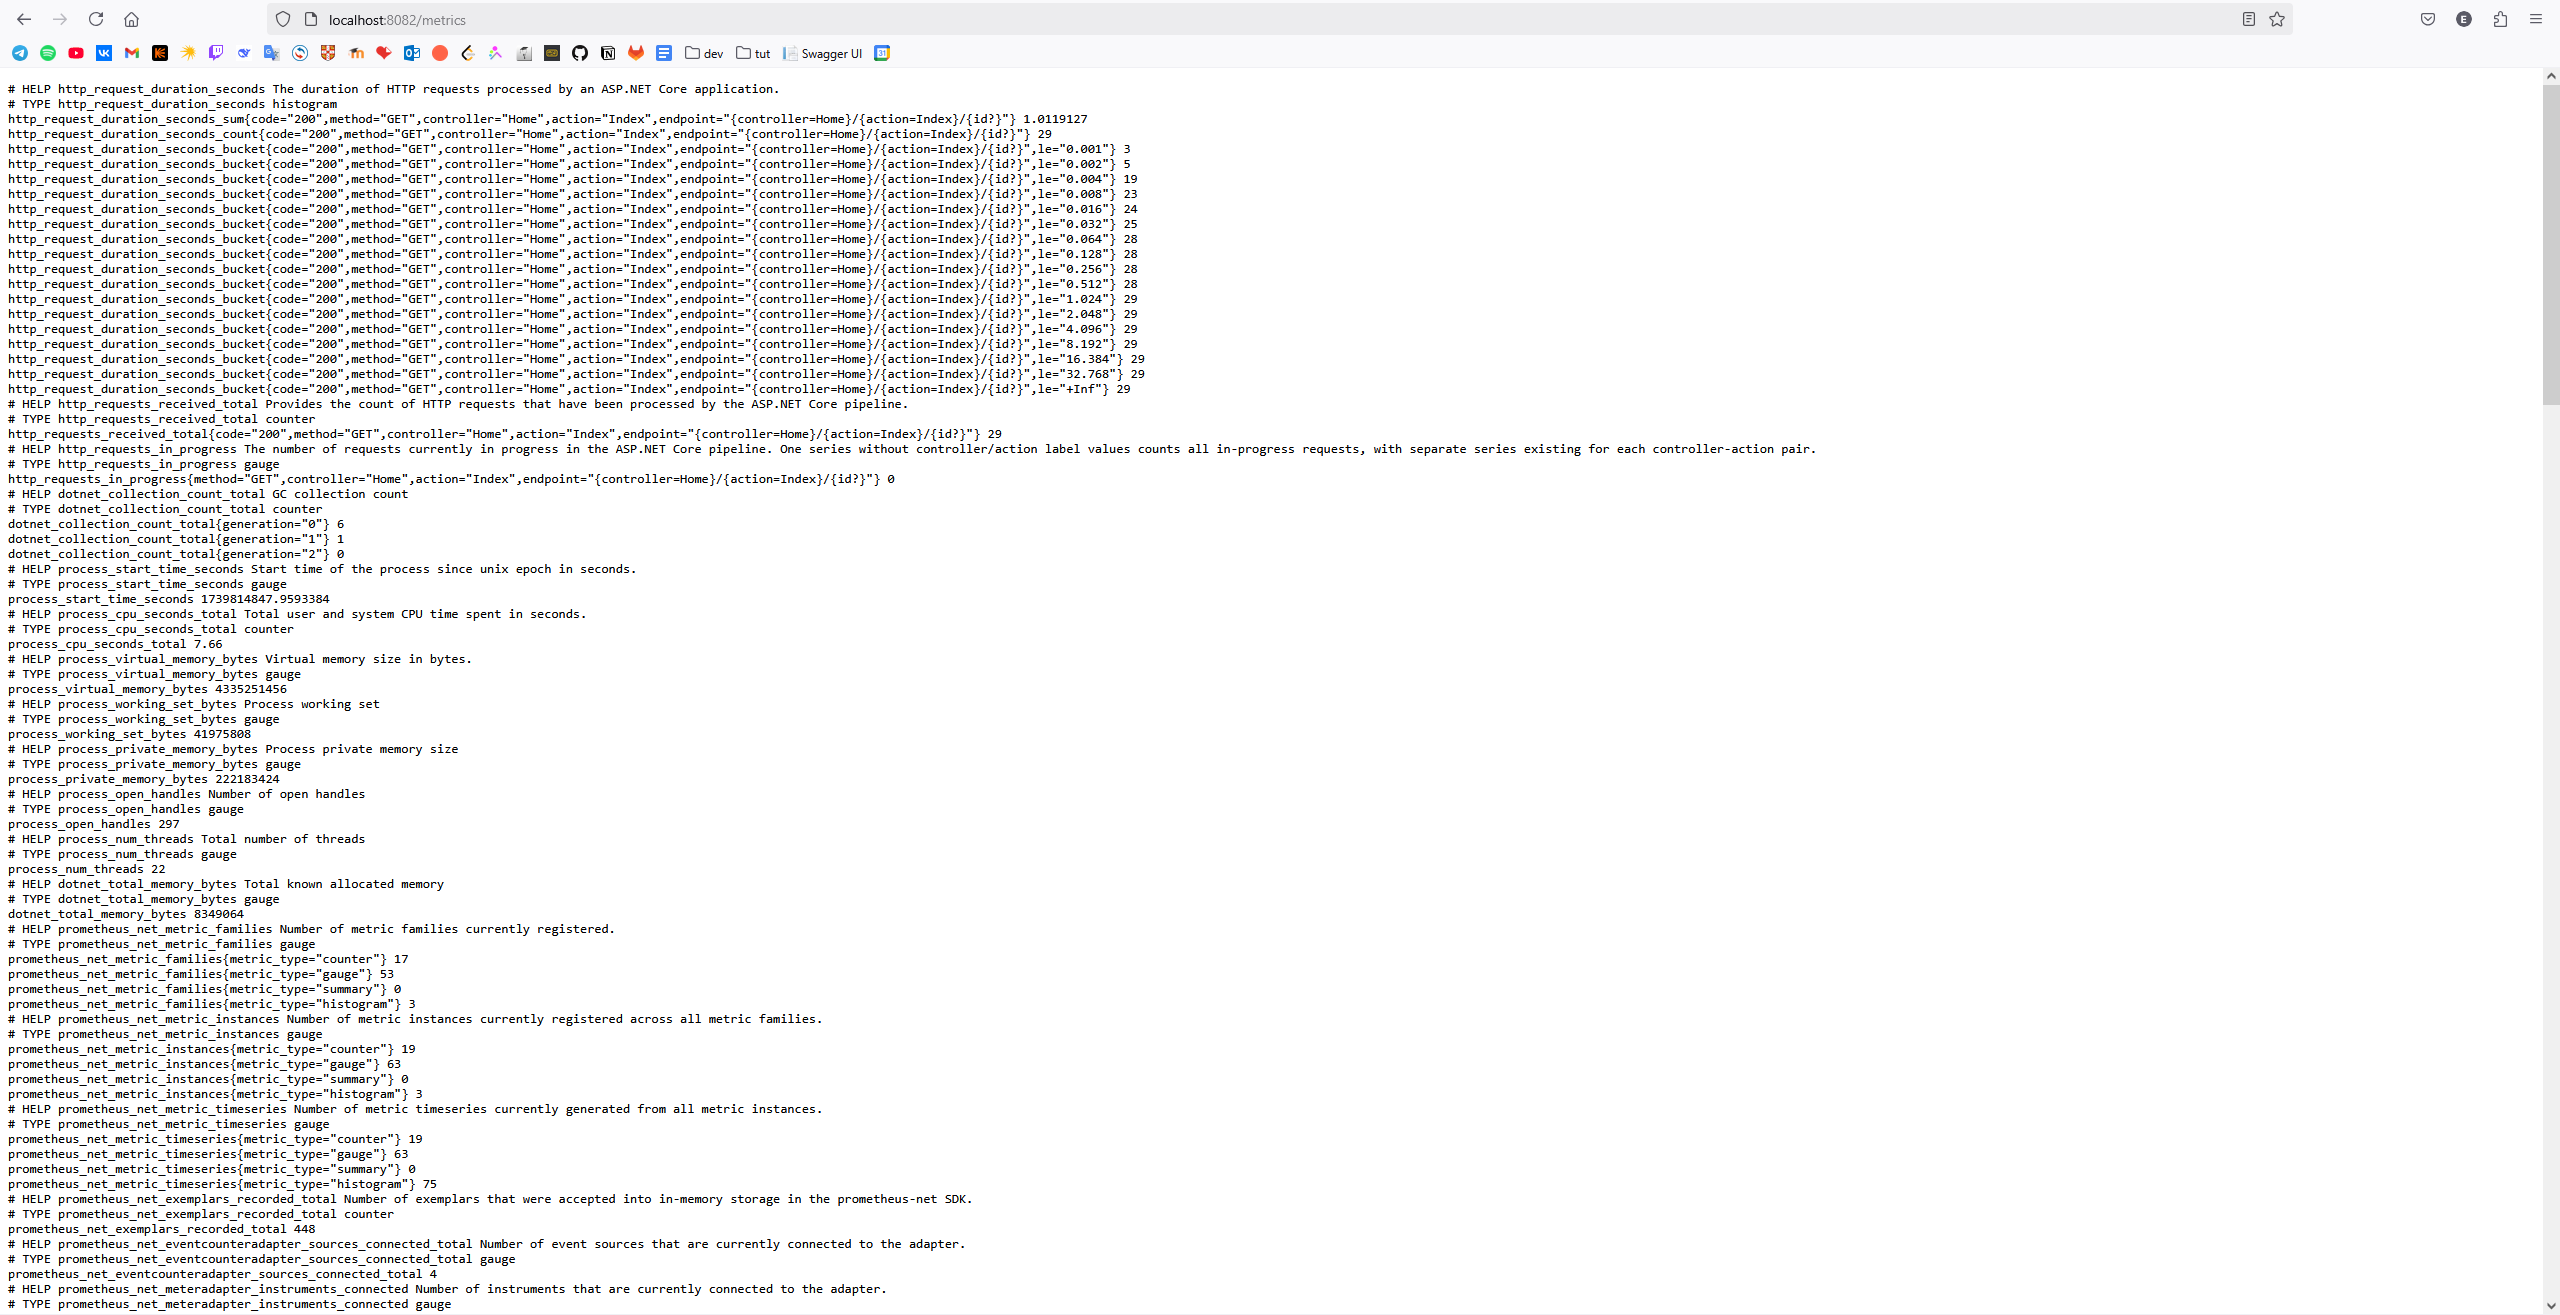 localhost:8082/metrics
dev
tut
Swagger UI
31
# HELP http_request_duration_seconds The duration of HTTP requests processed by an ASP.NET Core application.
# TYPE http_request_duration_seconds histogram
http_request_duration_seconds_sum{code="200",method="GET",controller="Home",action="Index",endpoint="{controller=Home}/{action=Index}/{id?}"} 1.0119127
http_request_duration_seconds_count{code="200",method="GET",controller="Home",action="Index",endpoint="{controller=Home}/{action=Index}/{id?}"} 29
http_request_duration_seconds_bucket{code="200",method="GET",controller="Home",action="Index",endpoint="{controller=Home}/{action=Index}/{id?}",le="0.001"} 3
http_request_duration_seconds_bucket{code="200",method="GET",controller="Home",action="Index",endpoint="{controller=Home}/{action=Index}/{id?}",le="0.002"} 5
http_request_duration_seconds_bucket{code="200",method="GET",controller="Home",action="Index",endpoint="{controller=Home}/{action=Index}/{id?}",le="0.004"} 19
http_request_duration_seconds_bucket{code="200",method="GET",controller="Home",action="Index",endpoint="{controller=Home}/{action=Index}/{id?}",le="0.008"} 23
http_request_duration_seconds_bucket{code="200",method="GET",controller="Home",action="Index",endpoint="{controller=Home}/{action=Index}/{id?}",le="0.016"} 24
http_request_duration_seconds_bucket{code="200",method="GET",controller="Home",action="Index",endpoint="{controller=Home}/{action=Index}/{id?}",le="0.032"} 25
http_request_duration_seconds_bucket{code="200",method="GET",controller="Home",action="Index",endpoint="{controller=Home}/{action=Index}/{id?}",le="0.064"} 28
http_request_duration_seconds_bucket{code="200",method="GET",controller="Home",action="Index",endpoint="{controller=Home}/{action=Index}/{id?}",le="0.128"} 28
http_request_duration_seconds_bucket{code="200",method="GET",controller="Home",action="Index",endpoint="{controller=Home}/{action=Index}/{id?}",le="0.256"} 28
http_request_duration_seconds_bucket{code="200",method="GET",controller="Home",action="Index",endpoint="{controller=Home}/{action=Index}/{id?}",le="0.512"} 28
http_request_duration_seconds_bucket{code="200",method="GET",controller="Home",action="Index",endpoint="{controller=Home}/{action=Index}/{id?}",le="1.024"} 29
http_request_duration_seconds_bucket{code="200",method="GET",controller="Home",action="Index",endpoint="{controller=Home}/{action=Index}/{id?}",le="2.048"} 29
http_request_duration_seconds_bucket{code="200",method="GET",controller="Home",action="Index",endpoint="{controller=Home}/{action=Index}/{id?}",le="4.096"} 29
http_request_duration_seconds_bucket{code="200",method="GET",controller="Home",action="Index",endpoint="{controller=Home}/{action=Index}/{id?}",le="8.192"} 29
http_request_duration_seconds_bucket{code="200",method="GET",controller="Home",action="Index",endpoint="{controller=Home}/{action=Index}/{id?}",le="16.384"} 29
http_request_duration_seconds_bucket{code="200",method="GET",controller="Home",action="Index",endpoint="{controller=Home}/{action=Index}/{id?}",le="32.768"} 29
http_request_duration_seconds_bucket{code="200",method="GET",controller="Home",action="Index",endpoint="{controller=Home}/{action=Index}/{id?}",le="+Inf"} 29
# HELP http_requests_received_total Provides the count of HTTP requests that have been processed by the ASP.NET Core pipeline.
# TYPE http_requests_received_total counter
http_requests_received_total{code="200",method="GET",controller="Home",action="Index",endpoint="{controller=Home}/{action=Index}/{id?}"} 29
# HELP http_requests_in_progress The number of requests currently in progress in the ASP.NET Core pipeline. One series without controller/action label values counts all in-progress requests, with separate series existing for each controller-action pair.
# TYPE http_requests_in_progress gauge
http_requests_in_progress{method="GET",controller="Home",action="Index",endpoint="{controller=Home}/{action=Index}/{id?}"} 0
# HELP dotnet_collection_count_total GC collection count
# TYPE dotnet_collection_count_total counter
dotnet_collection_count_total{generation="0"} 6
dotnet_collection_count_total{generation="1"} 1
dotnet_collection_count_total{generation="2"} 0
# HELP process_start_time_seconds Start time of the process since unix epoch in seconds.
# TYPE process_start_time_seconds gauge
process_start_time_seconds 1739814847.9593384
# HELP process_cpu_seconds_total Total user and system CPU time spent in seconds.
# TYPE process_cpu_seconds_total counter
process_cpu_seconds_total 7.66
# HELP process_virtual_memory_bytes Virtual memory size in bytes.
# TYPE process_virtual_memory_bytes gauge
process_virtual_memory_bytes 4335251456
# HELP process_working_set_bytes Process working set
# TYPE process_working_set_bytes gauge
process_working_set_bytes 41975808
# HELP process_private_memory_bytes Process private memory size
# TYPE process_private_memory_bytes gauge
process_private_memory_bytes 222183424
# HELP process_open_handles Number of open handles
# TYPE process_open_handles gauge
process_open_handles 297
# HELP process_num_threads Total number of threads
# TYPE process_num_threads gauge
process_num_threads 22
# HELP dotnet_total_memory_bytes Total known allocated memory
# TYPE dotnet_total_memory_bytes gauge
dotnet_total_memory_bytes 8349064
# HELP prometheus_net_metric_families Number of metric families currently registered.
# TYPE prometheus_net_metric_families gauge
prometheus_net_metric_families{metric_type="counter"} 17
prometheus_net_metric_families{metric_type="gauge"} 53
prometheus_net_metric_families{metric_type="summary"} 0
prometheus_net_metric_families{metric_type="histogram"} 3
# HELP prometheus_net_metric_instances Number of metric instances currently registered across all metric families.
# TYPE prometheus_net_metric_instances gauge
prometheus_net_metric_instances{metric_type="counter"} 19
prometheus_net_metric_instances{metric_type="gauge"} 63
prometheus_net_metric_instances{metric_type="summary"} 0
prometheus_net_metric_instances{metric_type="histogram"} 3
# HELP prometheus_net_metric_timeseries Number of metric timeseries currently generated from all metric instances.
# TYPE prometheus_net_metric_timeseries gauge
prometheus_net_metric_timeseries{metric_type="counter"} 19
prometheus_net_metric_timeseries{metric_type="gauge"} 63
prometheus_net_metric_timeseries{metric_type="summary"} 0
prometheus_net_metric_timeseries{metric_type="histogram"} 75
# HELP prometheus_net_exemplars_recorded_total Number of exemplars that were accepted into in-memory storage in the prometheus-net SDK.
# TYPE prometheus_net_exemplars_recorded_total counter
prometheus_net_exemplars_recorded_total 448
# HELP prometheus_net_eventcounteradapter_sources_connected_total Number of event sources that are currently connected to the adapter.
# TYPE prometheus_net_eventcounteradapter_sources_connected_total gauge
prometheus_net_eventcounteradapter_sources_connected_total 4
# HELP prometheus_net_meteradapter_instruments_connected Number of instruments that are currently connected to the adapter.
# TYPE prometheus_net_meteradapter_instruments_connected gauge